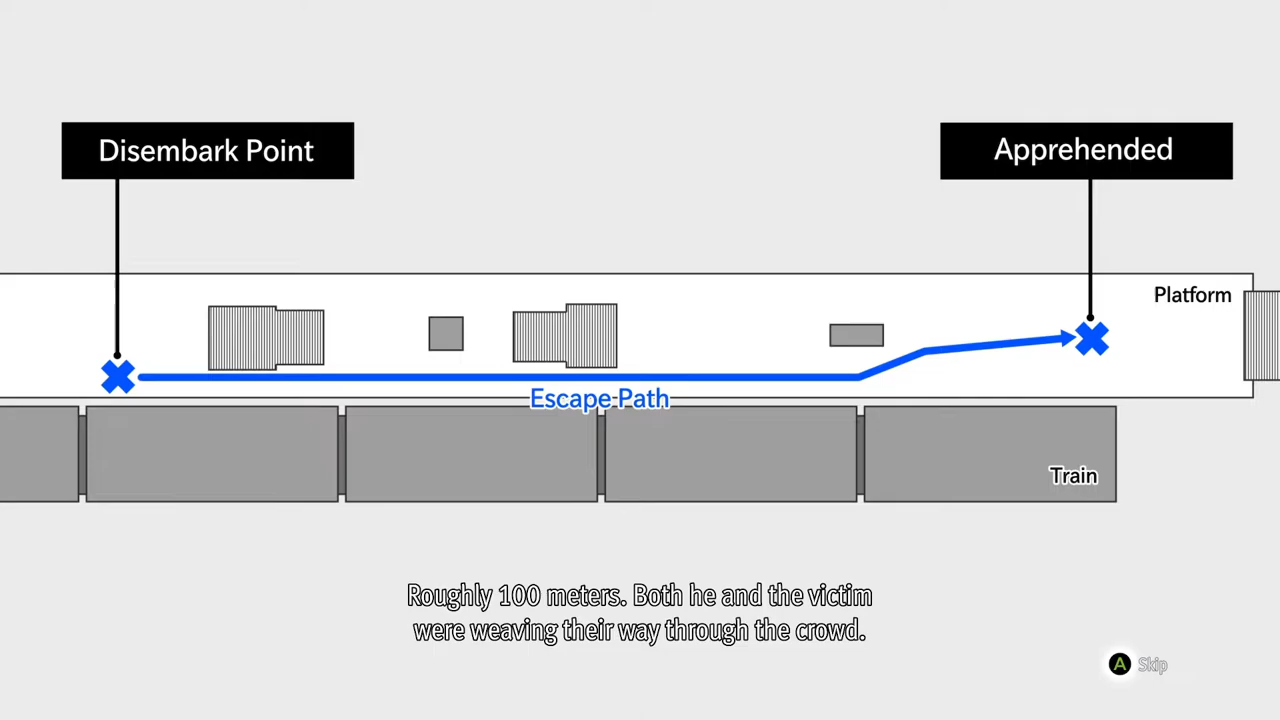 Disembark Point
Apprehended
Platform
Escape Path
Train
Roughly 100 meters. Both he and the victim
were weaving their way through the crowd.
A Skip